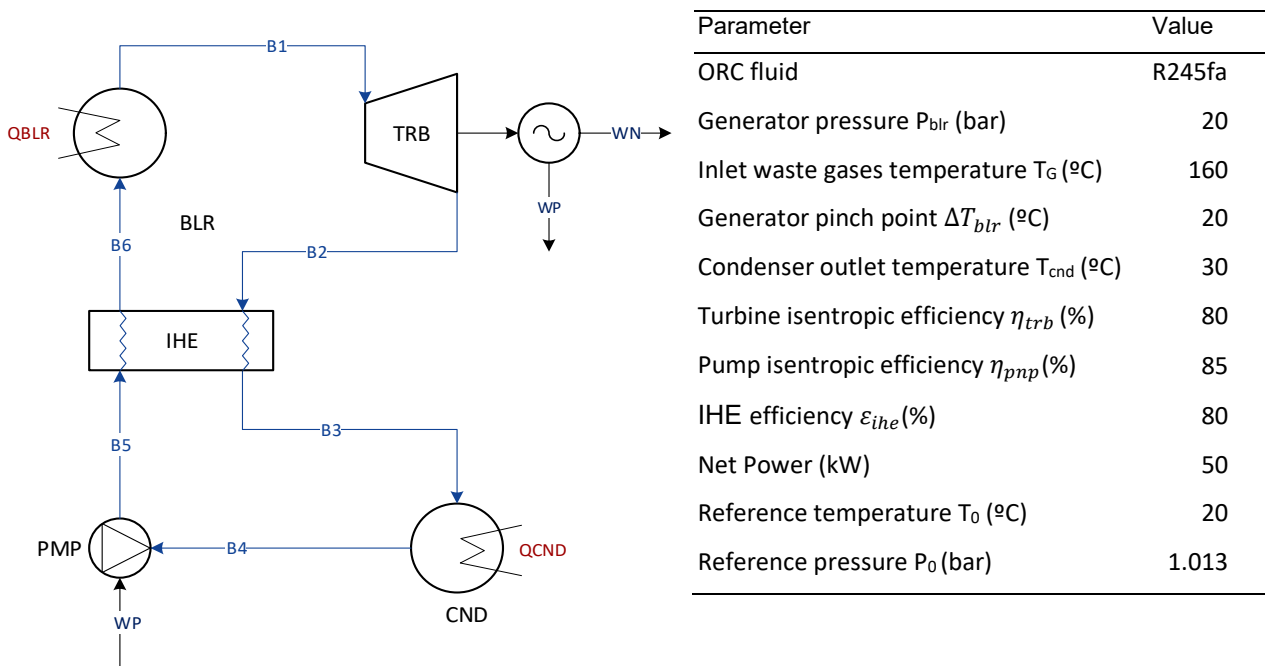 B1
QBLR
TRB
WN
WP
BLR
B6
B2
IHE
B5
B3
PMP
B4
QCND
WP
CND
Parameter Value
ORC fluid R245fa
Generator pressure Pblr (bar) 20
Inlet waste gases temperature TG (ºC) 160
Generator pinch point ΔTblr (ºC) 20
Condenser outlet temperature Tcnd (ºC) 30
Turbine isentropic efficiency ηtrb (%) 80
Pump isentropic efficiency ηpnp(%) 85
IHE efficiency εihe(%) 80
Net Power (kW) 50
Reference temperature T0 (ºC) 20
Reference pressure P0 (bar) 1.013